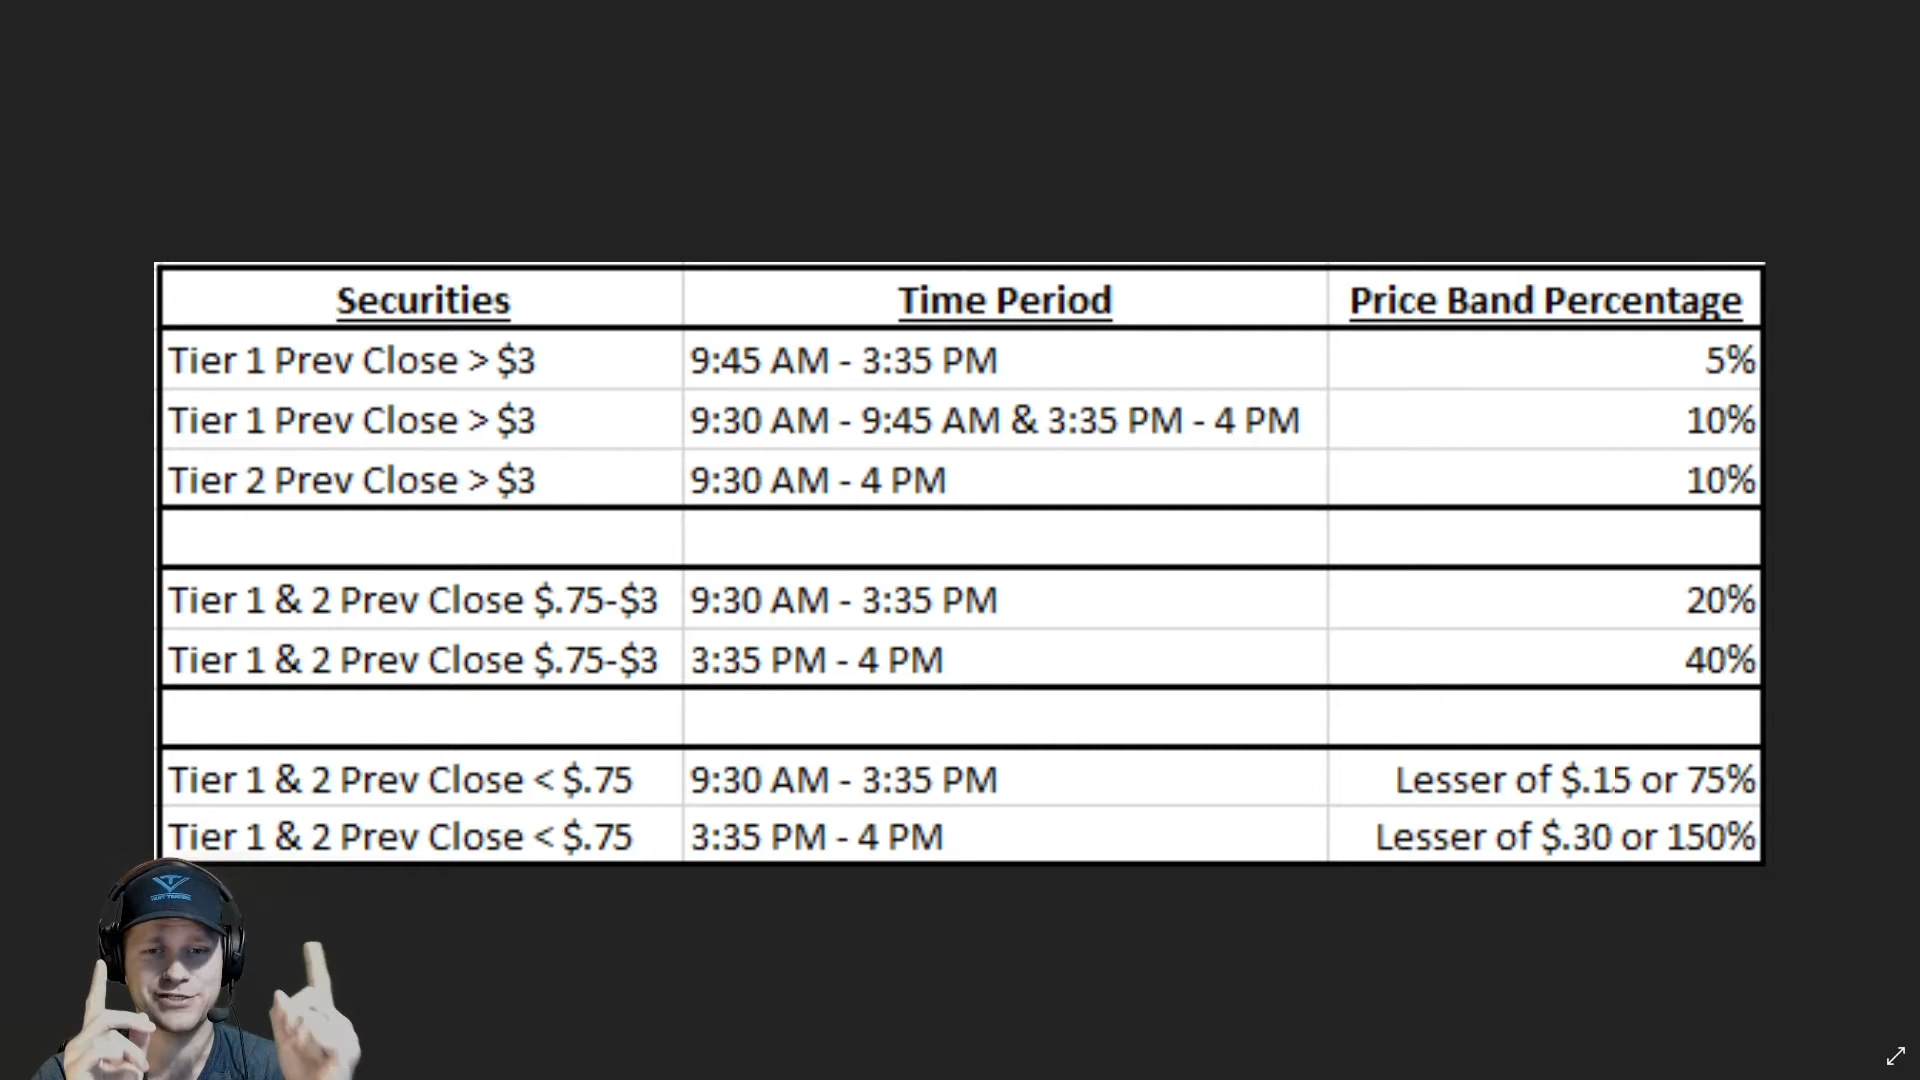 Securities Time Period Price Band Percentage
Tier 1 Prev Close > $3 9:45 AM - 3:35 PM 5%
Tier 1 Prev Close > $3 9:30 AM - 9:45 AM & 3:35 PM - 4 PM 10%
Tier 2 Prev Close > $3 9:30 AM - 4 PM 10%
Tier 1 & 2 Prev Close $.75-$3 9:30 AM - 3:35 PM 20%
Tier 1 & 2 Prev Close $.75-$3 3:35 PM - 4 PM 40%
Tier 1 & 2 Prev Close < $.75 9:30 AM - 3:35 PM Lesser of $.15 or 75%
Tier 1 & 2 Prev Close < $.75 3:35 PM - 4 PM Lesser of $.30 or 150%